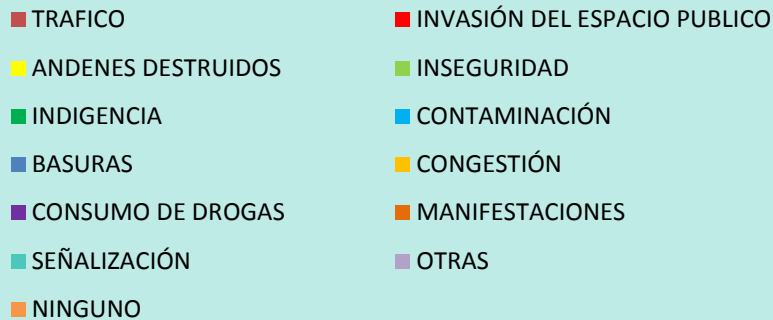 TRAFICO
INVASIÓN DEL ESPACIO PUBLICO
ANDENES DESTRUIDOS
INSEGURIDAD
INDIGENCIA
CONTAMINACIÓN
BASURAS
CONGESTIÓN
CONSUMO DE DROGAS
MANIFESTACIONES
SEÑALIZACIÓN
OTRAS
NINGUNO